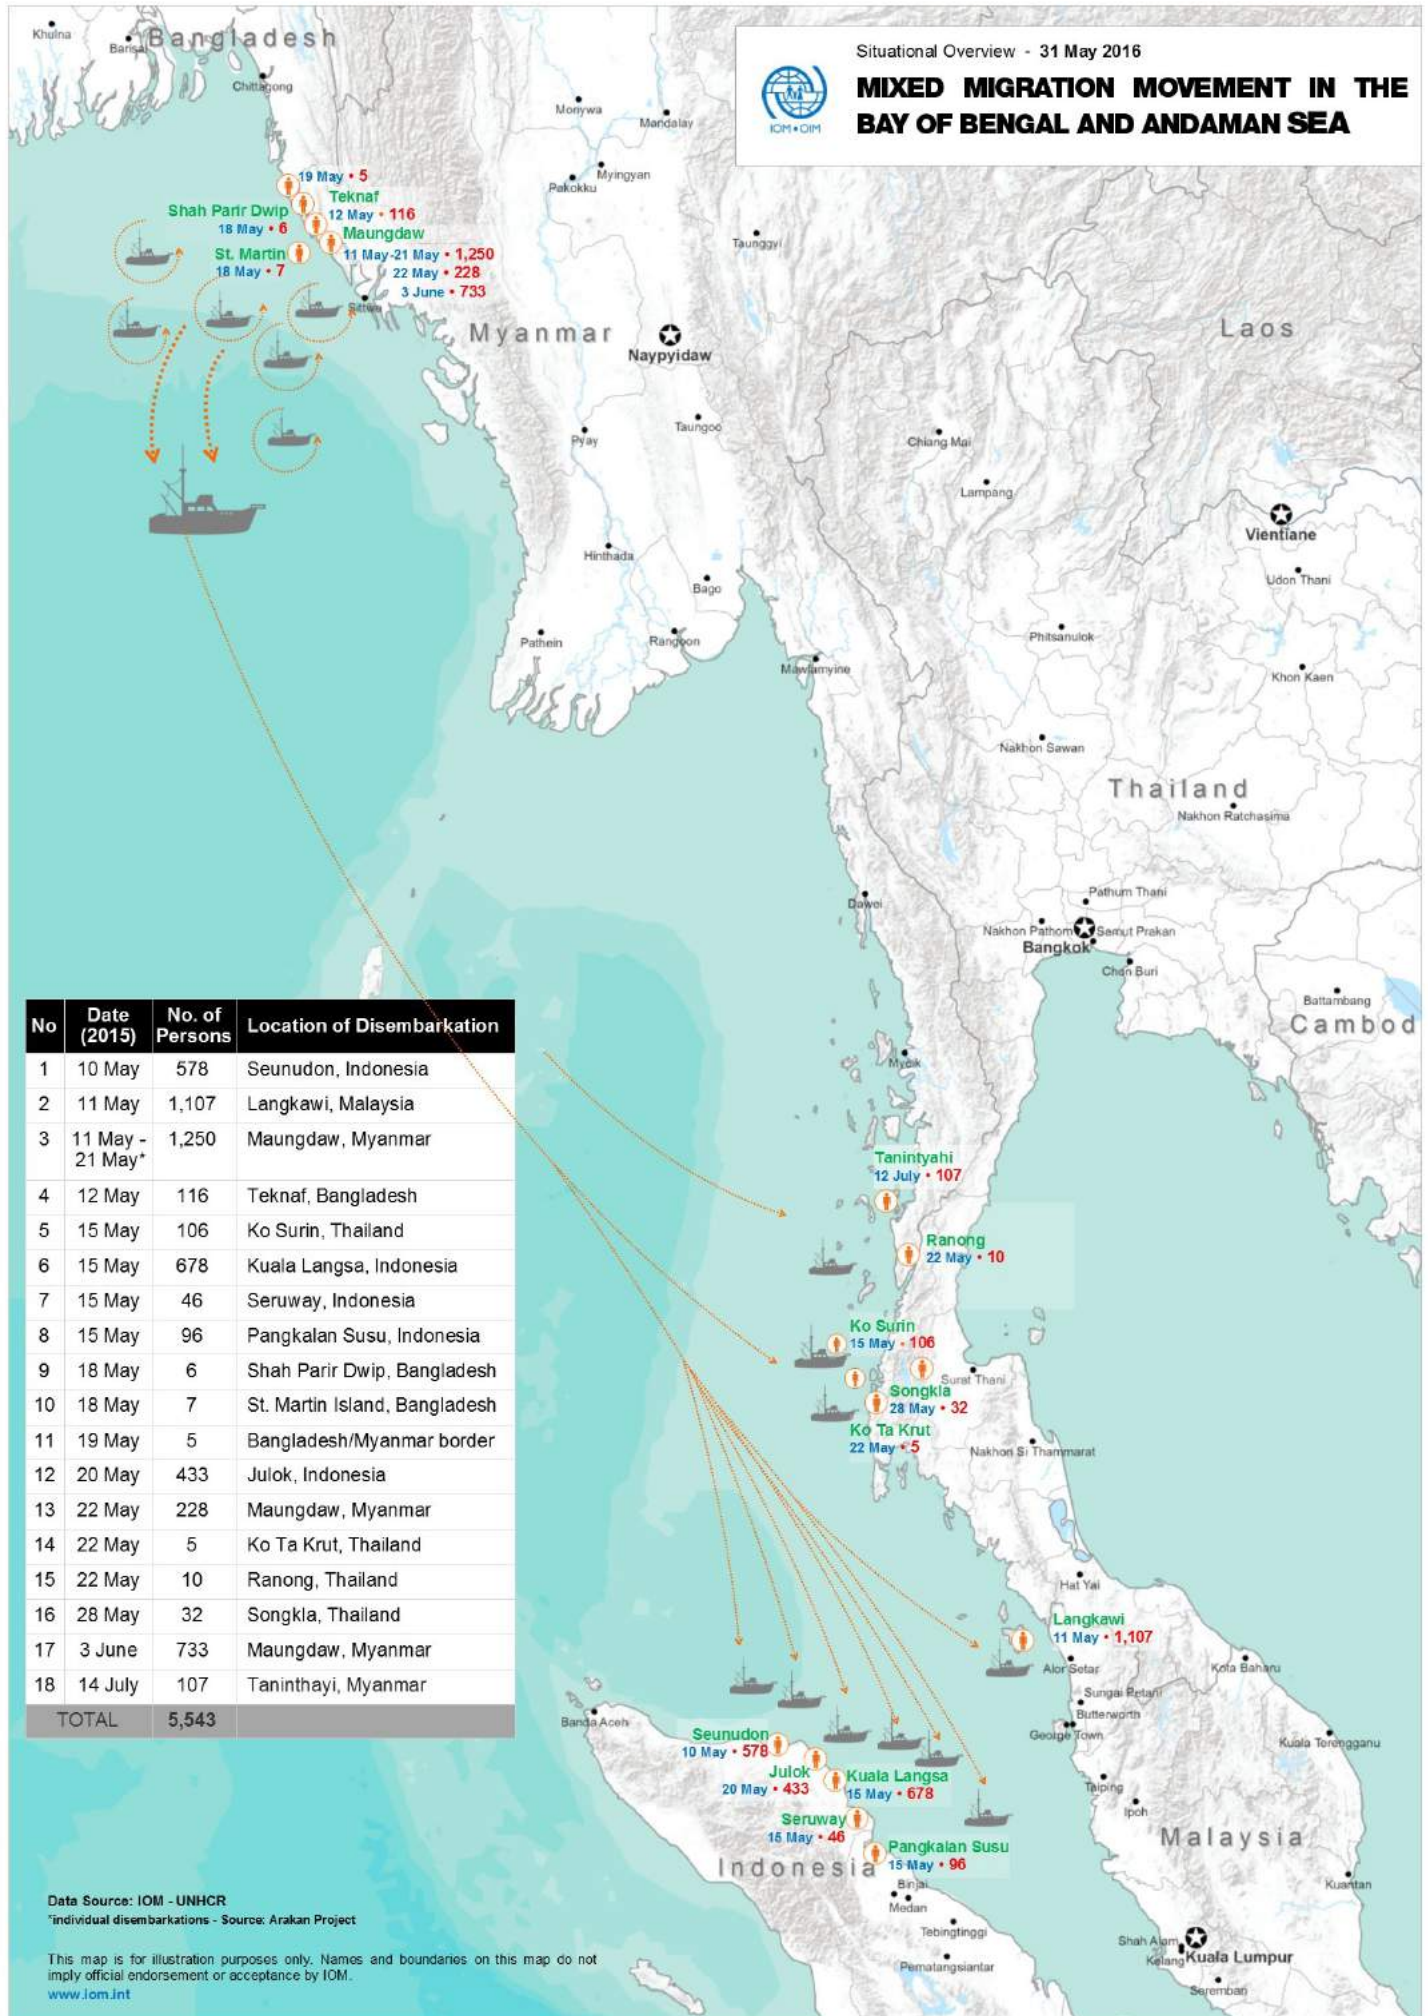 Situational Overview - 31 May 2016
MIXED MIGRATION MOVEMENT IN THE
BAY OF BENGAL AND ANDAMAN SEA
IOM • OIM
Khulna
Barisal
Bangladesh
Chittagong
Monywa
Mandalay
Myingyan
Pakokku
19 May • 5
Teknaf
12 May • 116
Shah Parir Dwip
18 May • 6
Maungdaw
11 May-21 May • 1,250
22 May • 228
3 June • 733
St. Martin
18 May • 7
Sittwe
Taunggyi
Myanmar
Naypyidaw
Laos
Pyay
Taungoo
Chiang Mai
Lampang
Vientiane
Udon Thani
Hinthada
Bago
Pathein
Rangoon
Mawlamyine
Phitsanulok
Khon Kaen
Nakhon Sawan
Thailand
Nakhon Ratchasima
Dawei
Pathum Thani
Nakhon Pathom
Samut Prakan
Bangkok
Chon Buri
Battambang
Cambod
Myeik
No Date (2015) No. of Persons Location of Disembarkation
1 10 May 578 Seunudon, Indonesia
2 11 May 1,107 Langkawi, Malaysia
3 11 May - 21 May* 1,250 Maungdaw, Myanmar
4 12 May 116 Teknaf, Bangladesh
5 15 May 106 Ko Surin, Thailand
6 15 May 678 Kuala Langsa, Indonesia
7 15 May 46 Seruway, Indonesia
8 15 May 96 Pangkalan Susu, Indonesia
9 18 May 6 Shah Parir Dwip, Bangladesh
10 18 May 7 St. Martin Island, Bangladesh
11 19 May 5 Bangladesh/Myanmar border
12 20 May 433 Julok, Indonesia
13 22 May 228 Maungdaw, Myanmar
14 22 May 5 Ko Ta Krut, Thailand
15 22 May 10 Ranong, Thailand
16 28 May 32 Songkla, Thailand
17 3 June 733 Maungdaw, Myanmar
18 14 July 107 Taninthayi, Myanmar
TOTAL 5,543
Tanintyahi
12 July • 107
Ranong
22 May • 10
Ko Surin
15 May • 106
Surat Thani
Songkla
28 May • 32
Ko Ta Krut
22 May • 5
Nakhon Si Thammarat
Hat Yai
Langkawi
11 May • 1,107
Alor Setar
Kota Baharu
Sungai Petani
Butterworth
George Town
Kuala Terengganu
Taiping
Ipoh
Malaysia
Kuantan
Shah Alam
Kelang
Kuala Lumpur
Seremban
Banda Aceh
Seunudon
10 May • 578
Julok
20 May • 433
Kuala Langsa
15 May • 678
Seruway
15 May • 46
Pangkalan Susu
15 May • 96
Indonesia
Binjai
Medan
Tebingtinggi
Pematangsiantar
Data Source: IOM - UNHCR
*individual disembarkations - Source: Arakan Project
This map is for illustration purposes only. Names and boundaries on this map do not
imply official endorsement or acceptance by IOM.
www.iom.int